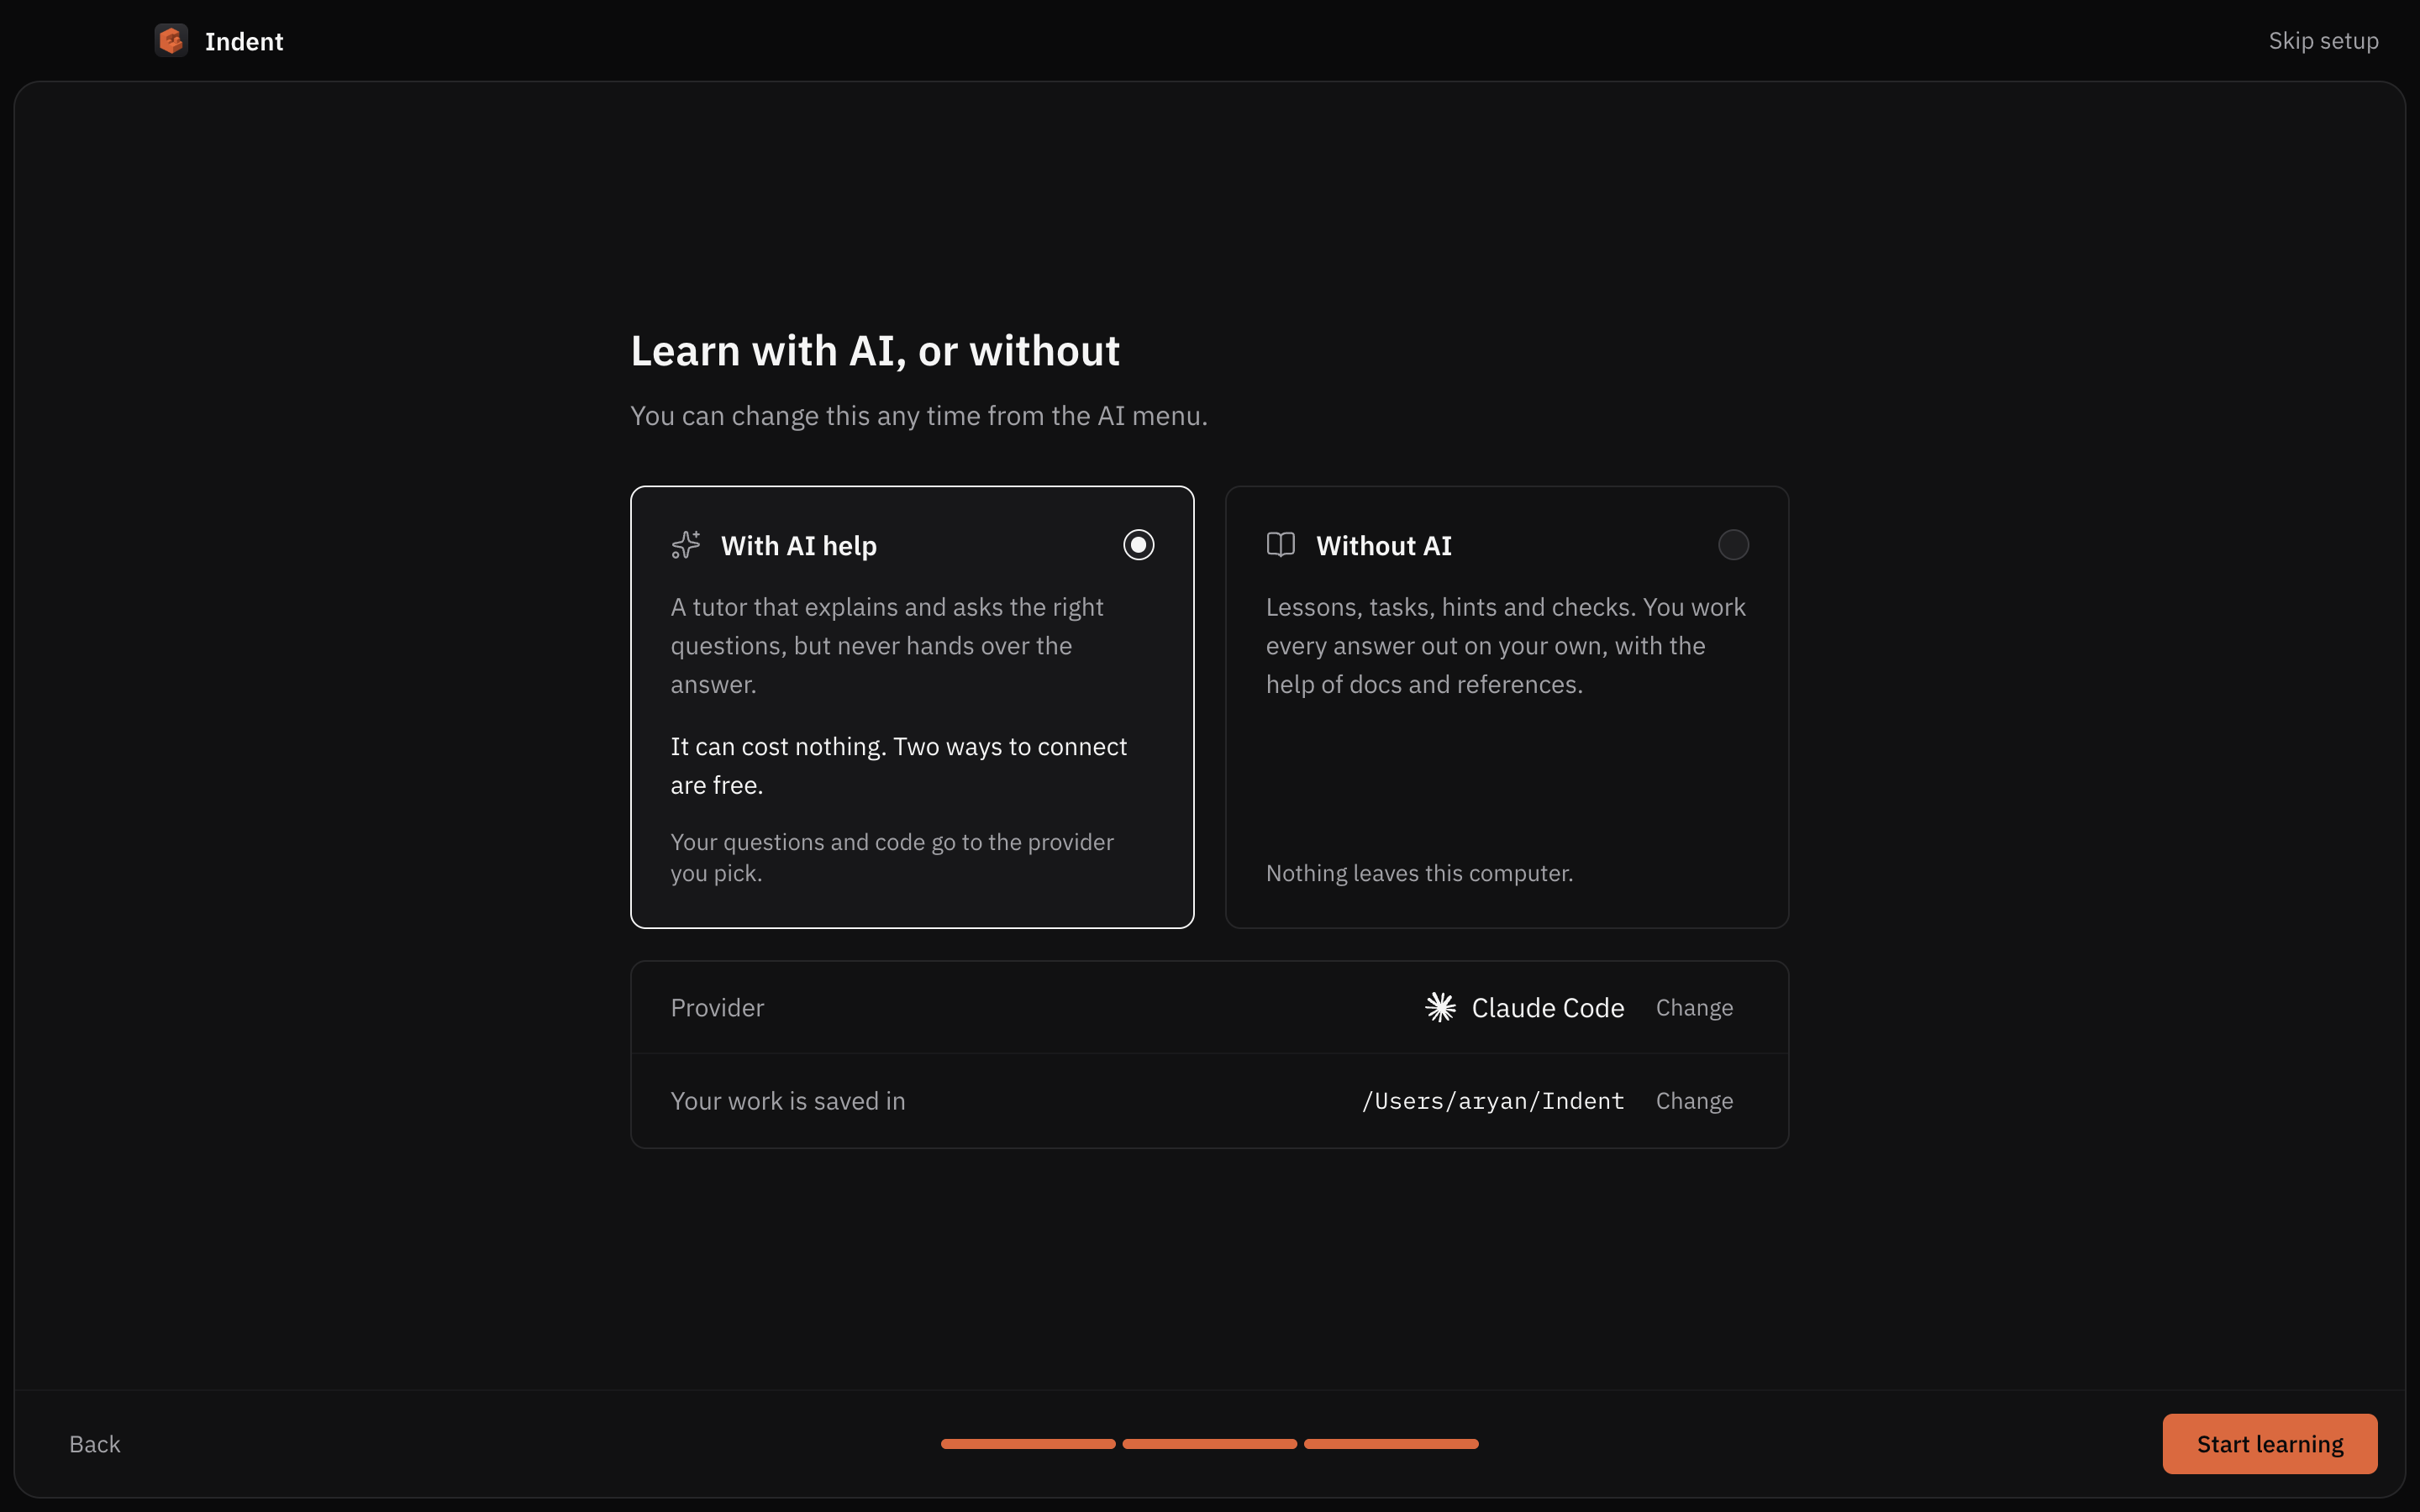 Indent
Skip setup
Learn with AI, or without
You can change this any time from the AI menu.
With AI help
A tutor that explains and asks the right
questions, but never hands over the
answer.
It can cost nothing. Two ways to connect
are free.
Your questions and code go to the provider
you pick.
Without AI
Lessons, tasks, hints and checks. You work
every answer out on your own, with the
help of docs and references.
Nothing leaves this computer.
Provider
Claude Code
Change
Your work is saved in
/Users/aryan/Indent
Change
Back
Start learning